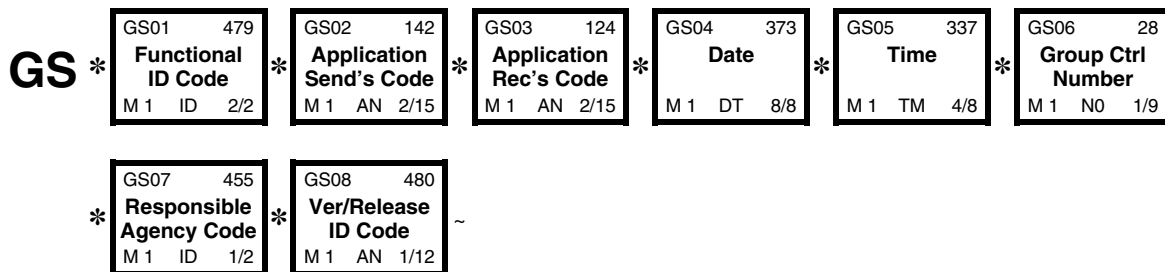 GS * GS01 479 * GS02 142 * GS03 124 * GS04 373 * GS05 337 * GS06 28
Functional Application Application Date Time Group Ctrl
ID Code Send's Code Rec's Code Number
M 1 ID 2/2 M 1 AN 2/15 M 1 AN 2/15 M 1 DT 8/8 M 1 TM 4/8 M 1 N0 1/9
* GS07 455 * GS08 480 ~
Responsible Ver/Release
Agency Code ID Code
M 1 ID 1/2 M 1 AN 1/12